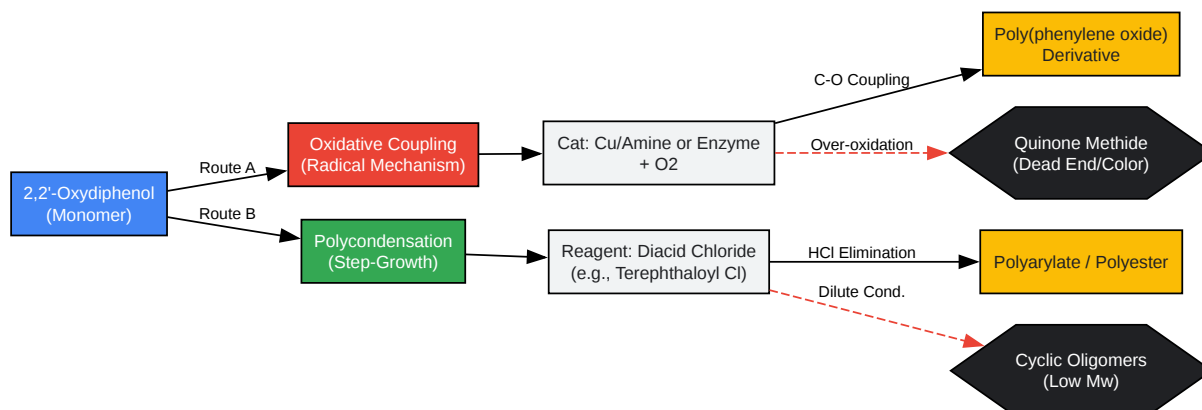 Poly(phenylene oxide)
Derivative
C-O Coupling
Oxidative Coupling
(Radical Mechanism)
Cat: Cu/Amine or Enzyme
+ O2
Over-oxidation
Quinone Methide
(Dead End/Color)
Route A
2,2'-Oxydiphenol
(Monomer)
Route B
Polycondensation
(Step-Growth)
Reagent: Diacid Chloride
(e.g., Terephthaloyl Cl)
HCl Elimination
Polyarylate / Polyester
Dilute Cond.
Cyclic Oligomers
(Low Mw)